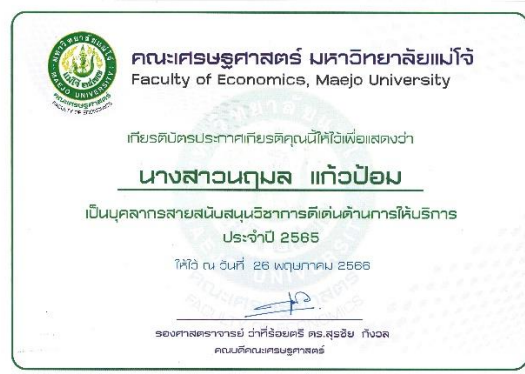 คณะเศรษฐศาสตร์ มหาวิทยาลัยแม่โจ้
Faculty of Economics, Maejo University
เกียรติบัตรประกาศเกียรติคุณนี้ให้ไว้เพื่อแสดงว่า
นางสาวนฤมล แก้วป้อม
เป็นบุคลากรสายสนับสนุนวิชาการดีเด่นด้านการให้บริการ
ประจำปี 2565
ให้ไว้ ณ วันที่ 26 พฤษภาคม 2566
รองศาสตราจารย์ ว่าที่ร้อยตรี ดร.สุรชัย กังวล
คณบดีคณะเศรษฐศาสตร์